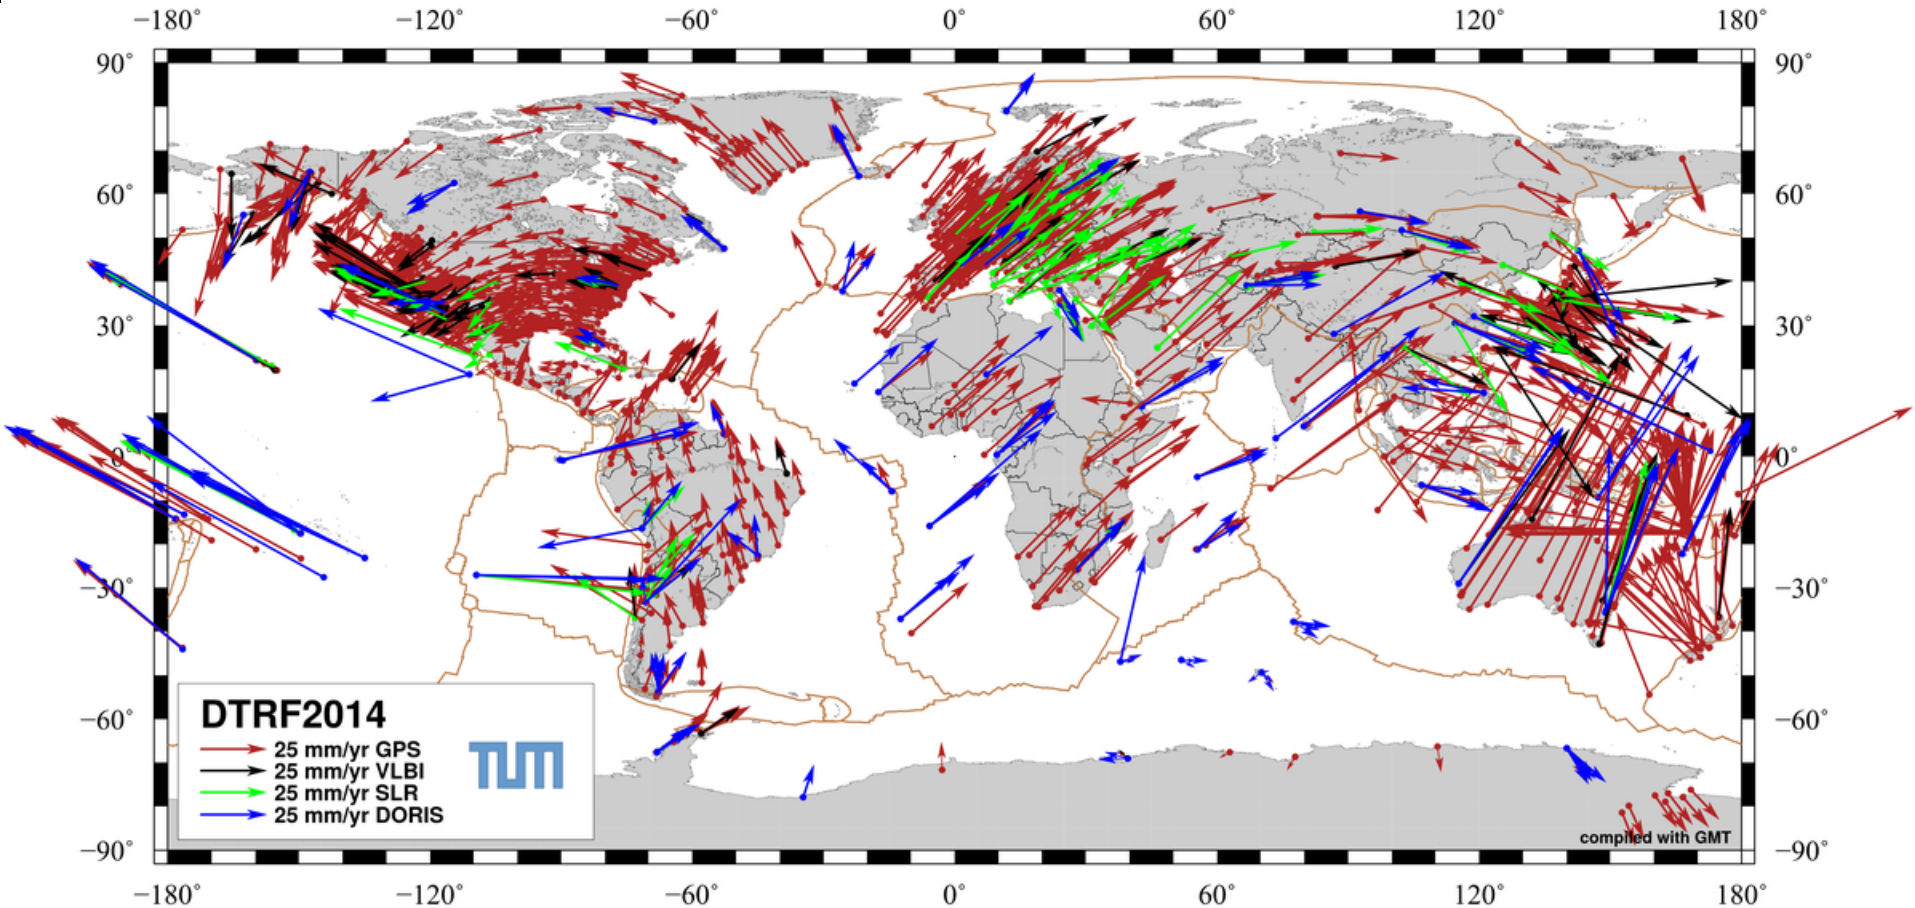 −180˚ −120˚ −60˚ 0˚ 60˚ 120˚ 180˚
90˚ 90˚
60˚ 60˚
30˚ 30˚
0˚ 0˚
−30˚ −30˚
−60˚ −60˚
−90˚ −90˚
DTRF2014
25 mm/yr GPS
25 mm/yr VLBI
25 mm/yr SLR
25 mm/yr DORIS
TUM
compiled with GMT
−180˚ −120˚ −60˚ 0˚ 60˚ 120˚ 180˚